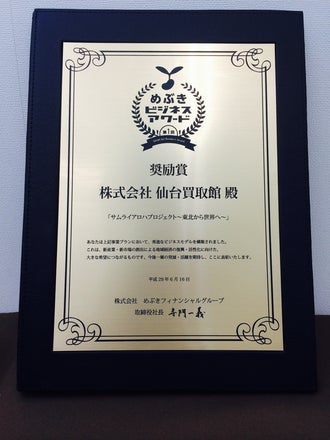 めぶき
ビジネス
アワード
第1回
奨励賞
株式会社 仙台買取館 殿
「サムライアロハプロジェクト～東北から世界へ～」
あなたは上記事業プランにおいて、秀逸なビジネスモデルを構築されました。
これは、新産業・新市場の創出による地域経済の復興・活性化に向けた、
大きな希望につながるものです。今後一層の発展・活躍を期待し、ここに表彰いたします。
平成29年6月16日
株式会社 めぶきフィナンシャルグループ
取締役社長 寺門一義